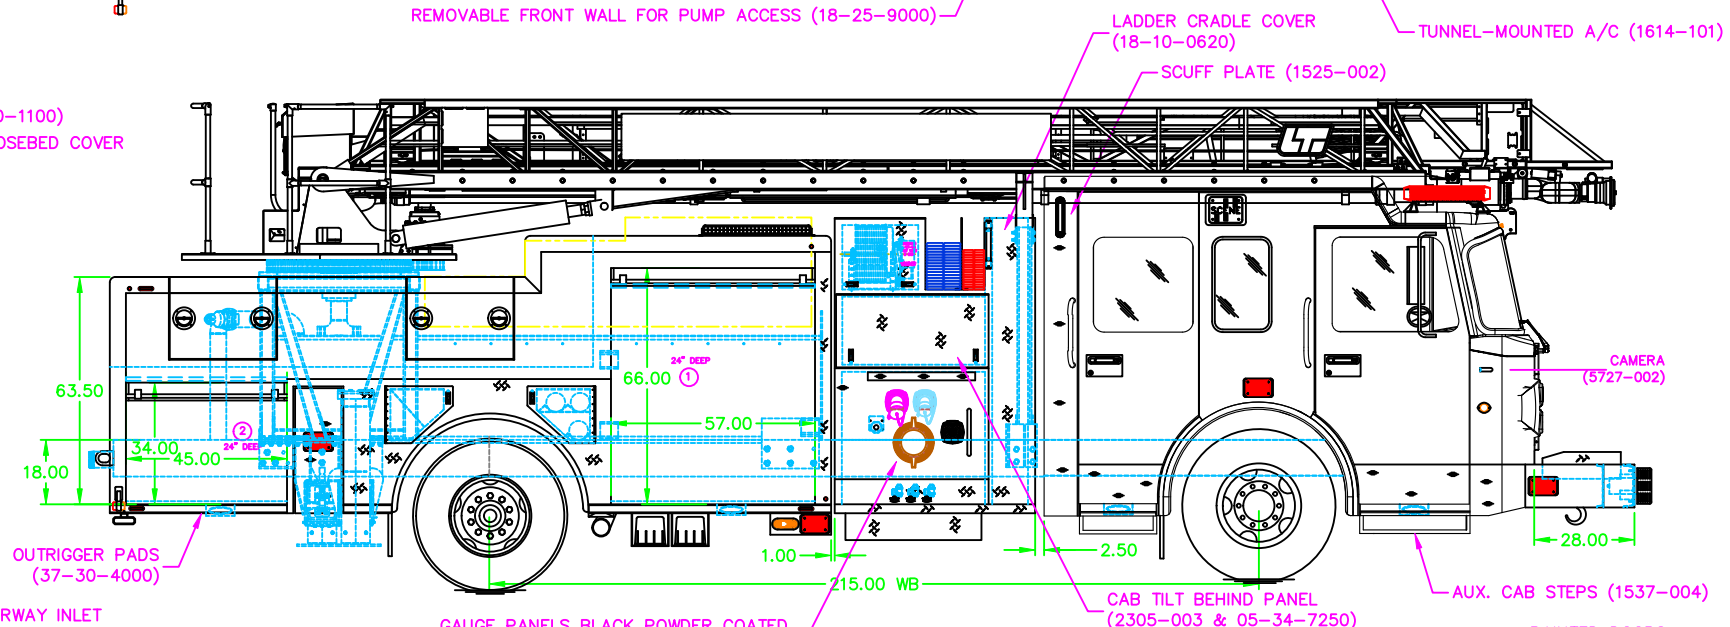 REMOVABLE FRONT WALL FOR PUMP ACCESS (18-25-9000)
LADDER CRADLE COVER
(18-10-0620)
TUNNEL-MOUNTED A/C (1614-101)
SCUFF PLATE (1525-002)
0-1100)
OSEBED COVER
SCENE
24" DEEP
1
66.00
63.50
CAMERA
(5727-002)
57.00
2
24" DEE
34.00
45.00
18.00
OUTRIGGER PADS
(37-30-4000)
1.00
2.50
28.00
215.00 WB
AUX. CAB STEPS (1537-004)
CAB TILT BEHIND PANEL
(2305-003 & 05-34-7250)
RWAY INLET
GAUGE PANELS BLACK POWDER COATED